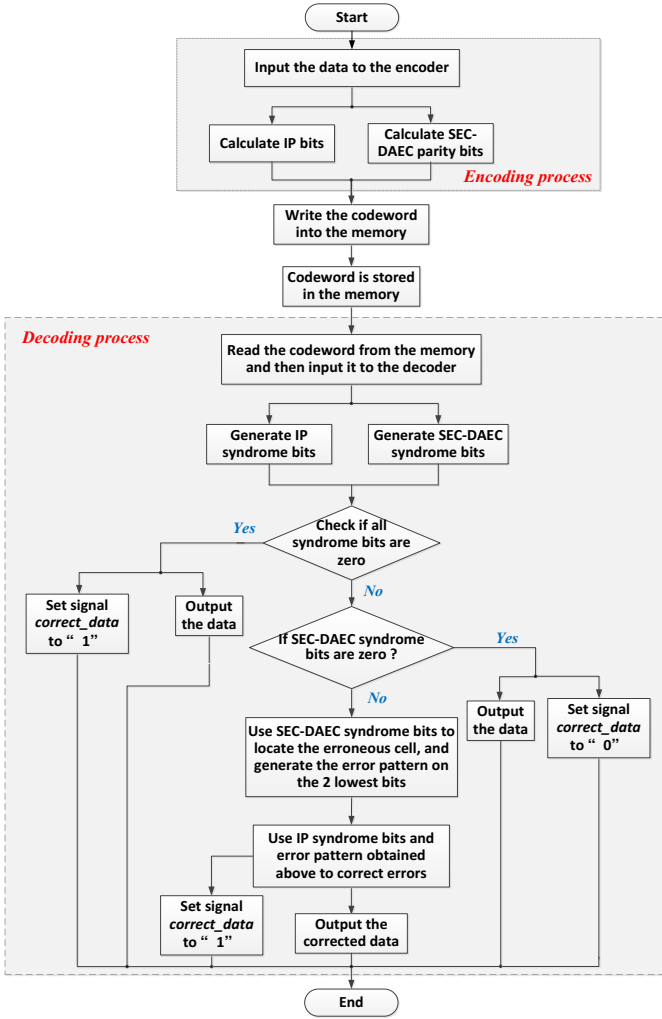 Start
Input the data to the encoder
Calculate IP bits
Calculate SEC-
DAEC parity bits
Encoding process
Write the codeword
into the memory
Codeword is stored
in the memory
Decoding process
Read the codeword from the memory
and then input it to the decoder
Generate IP
syndrome bits
Generate SEC-DAEC
syndrome bits
Yes
Check if all
syndrome bits are
zero
No
Set signal
correct_data
to “ 1”
Output
the data
If SEC-DAEC syndrome
bits are zero ?
Yes
No
Output
the data
Set signal
correct_data
to “ 0”
Use SEC-DAEC syndrome bits to
locate the erroneous cell, and
generate the error pattern on
the 2 lowest bits
Use IP syndrome bits and
error pattern obtained
above to correct errors
Set signal
correct_data
to “ 1”
Output the
corrected data
End